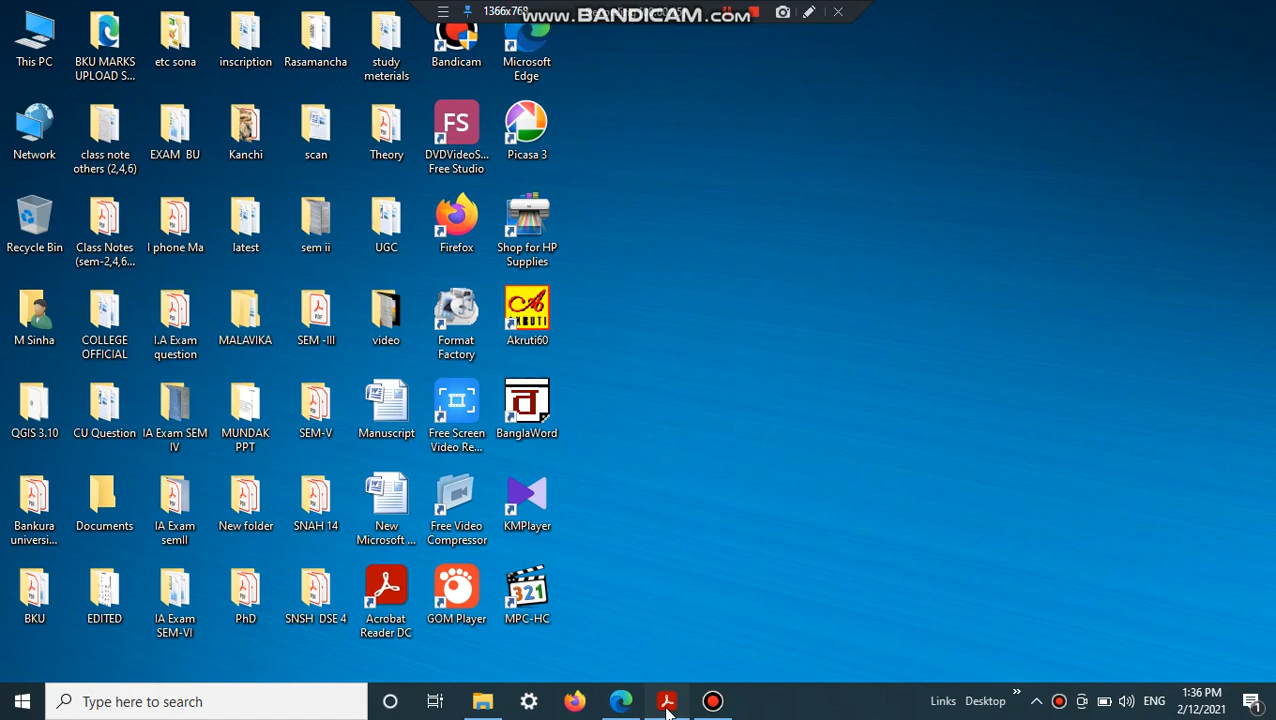 1366x768
www.BANDICAM.com
This PC
BKU MARKS
UPLOAD S...
etc sona
inscription
Rasamancha
study
meterials
Bandicam
Microsoft
Edge
Network
class note
others (2,4,6)
EXAM BU
Kanchi
scan
Theory
FS
DVDVideoS...
Free Studio
Picasa 3
Recycle Bin
Class Notes
(sem-2,4,6...
I phone Ma
latest
sem ii
UGC
Firefox
Shop for HP
Supplies
M Sinha
COLLEGE
OFFICIAL
I.A Exam
question
MALAVIKA
SEM -III
video
Format
Factory
Akruti60
QGIS 3.10
CU Question
IA Exam SEM
IV
MUNDAK
PPT
SEM-V
Manuscript
Free Screen
Video Re...
BanglaWord
Bankura
universi...
Documents
IA Exam
semII
New folder
SNAH 14
New
Microsoft ...
Free Video
Compressor
KMPlayer
BKU
EDITED
IA Exam
SEM-VI
PhD
SNSH DSE 4
Acrobat
Reader DC
GOM Player
321
MPC-HC
Type here to search
Links Desktop
ENG
1:36 PM
2/12/2021
1